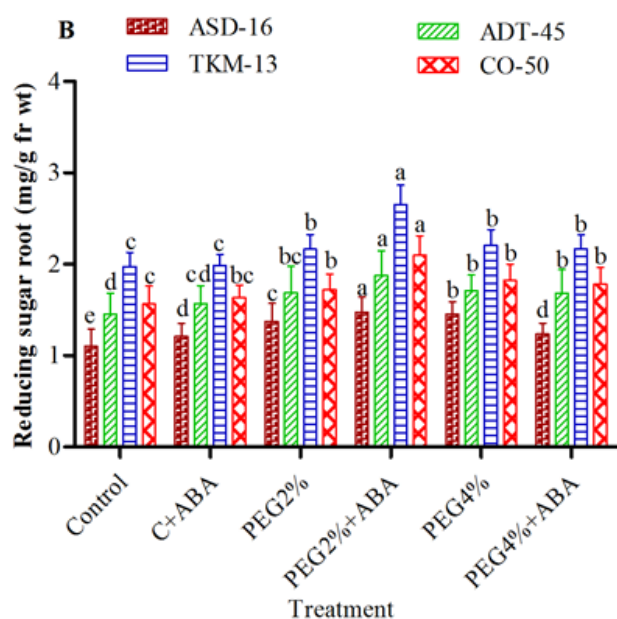 B
ASD-16 ADT-45
TKM-13 CO-50
Reducing sugar root (mg/g fr wt)
4
3
2
1
0
e d c c
d cd c bc
c bc b b
a a a a
b b b b
d b b b
Control
C+ABA
PEG2%
PEG2%+ABA
PEG4%
PEG4%+ABA
Treatment